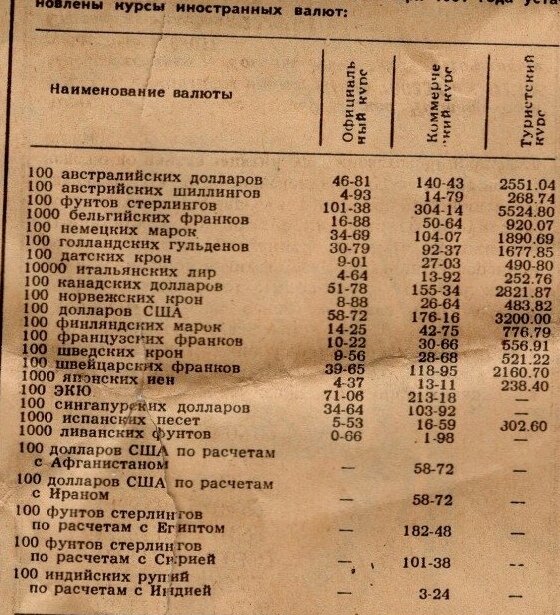 года уста
новлены курсы иностранных валют:
Наименование валюты
Официаль
ный курс
Коммерче
ский курс
Туристский
курс
100 австралийских долларов 46-81 140-43 2551.04
100 австрийских шиллингов 4-93 14-79 268.74
100 фунтов стерлингов 101-38 304-14 5524.80
1000 бельгийских франков 16-88 50-64 920.07
100 немецких марок 34-69 104-07 1890.69
100 голландских гульденов 30-79 92-37 1677.85
100 датских крон 9-01 27-03 490-80
10000 итальянских лир 4-64 13-92 252.76
100 канадских долларов 51-78 155-34 2821.87
100 норвежских крон 8-88 26-64 483,82
100 долларов США 58-72 176-16 3200.00
100 финляндских марок 14-25 42-75 776.79
100 французских франков 10-22 30-66 556.91
100 шведских крон 9-56 28-68 521.22
100 швейцарских франков 39-65 118-95 2160.70
1000 японских иен 4-37 13-11 238.40
100 ЭКЮ 71-06 213-18 —
100 сингапурских долларов 34-64 103-92 —
1000 испанских песет 5-53 16-59 302.60
1000 ливанских фунтов 0-66 1-98 —
100 долларов США по расчетам
с Афганистаном — 58-72 —
100 долларов США по расчетам
с Ираном — 58-72 —
100 фунтов стерлингов
по расчетам с Египтом — 182-48 —
100 фунтов стерлингов
по расчетам с Сирией — 101-38 --
100 индийских рупий
по расчетам с Индией — 3-24 —